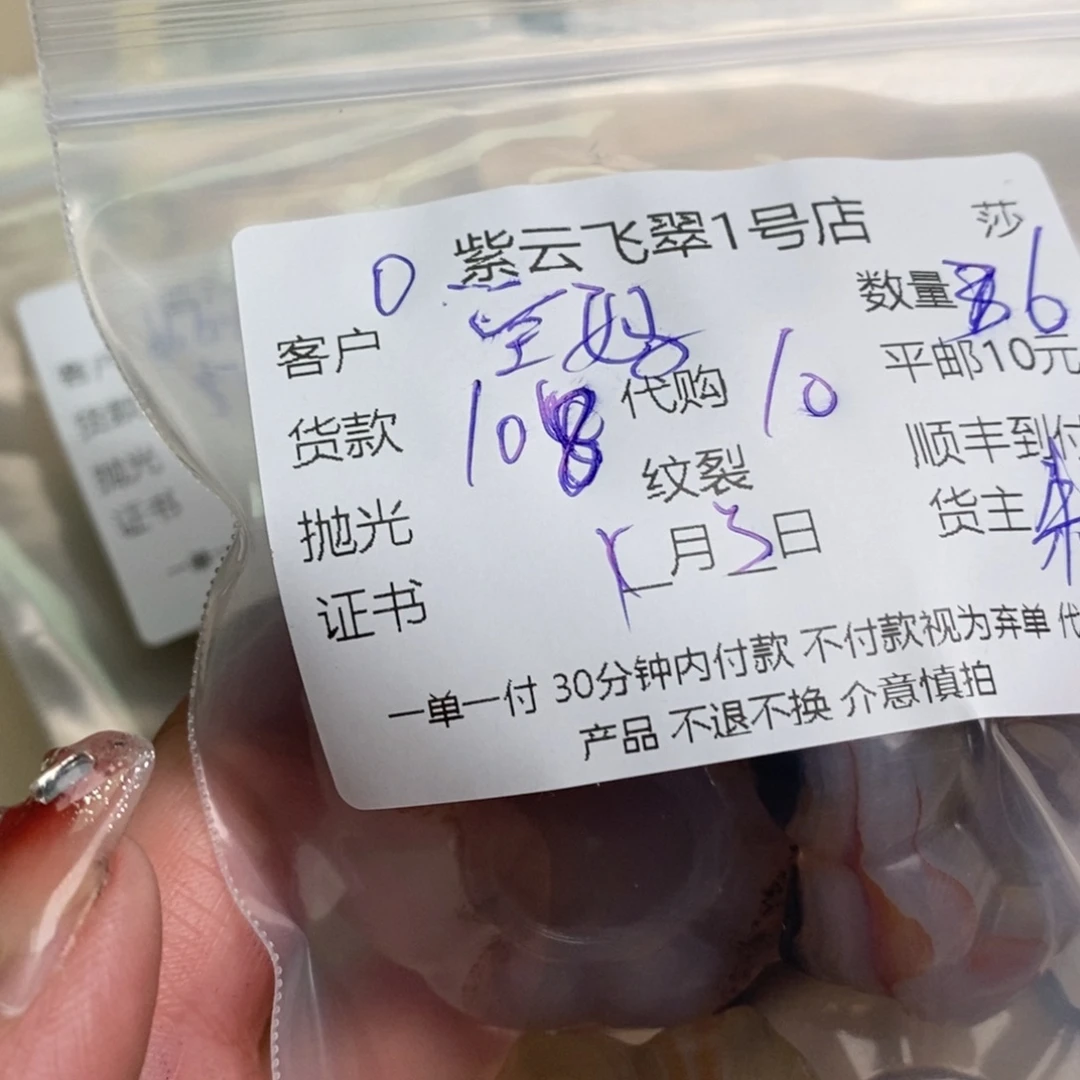 紫云飞翠1号店 莎
0
数量 6
客户
平邮10元
货款 108 代购 10
顺丰到付
抛光 纹裂
货主
月3日
证书
一单一付 30分钟内付款 不付款视为弃单 代
产品 不退不换 介意慎拍